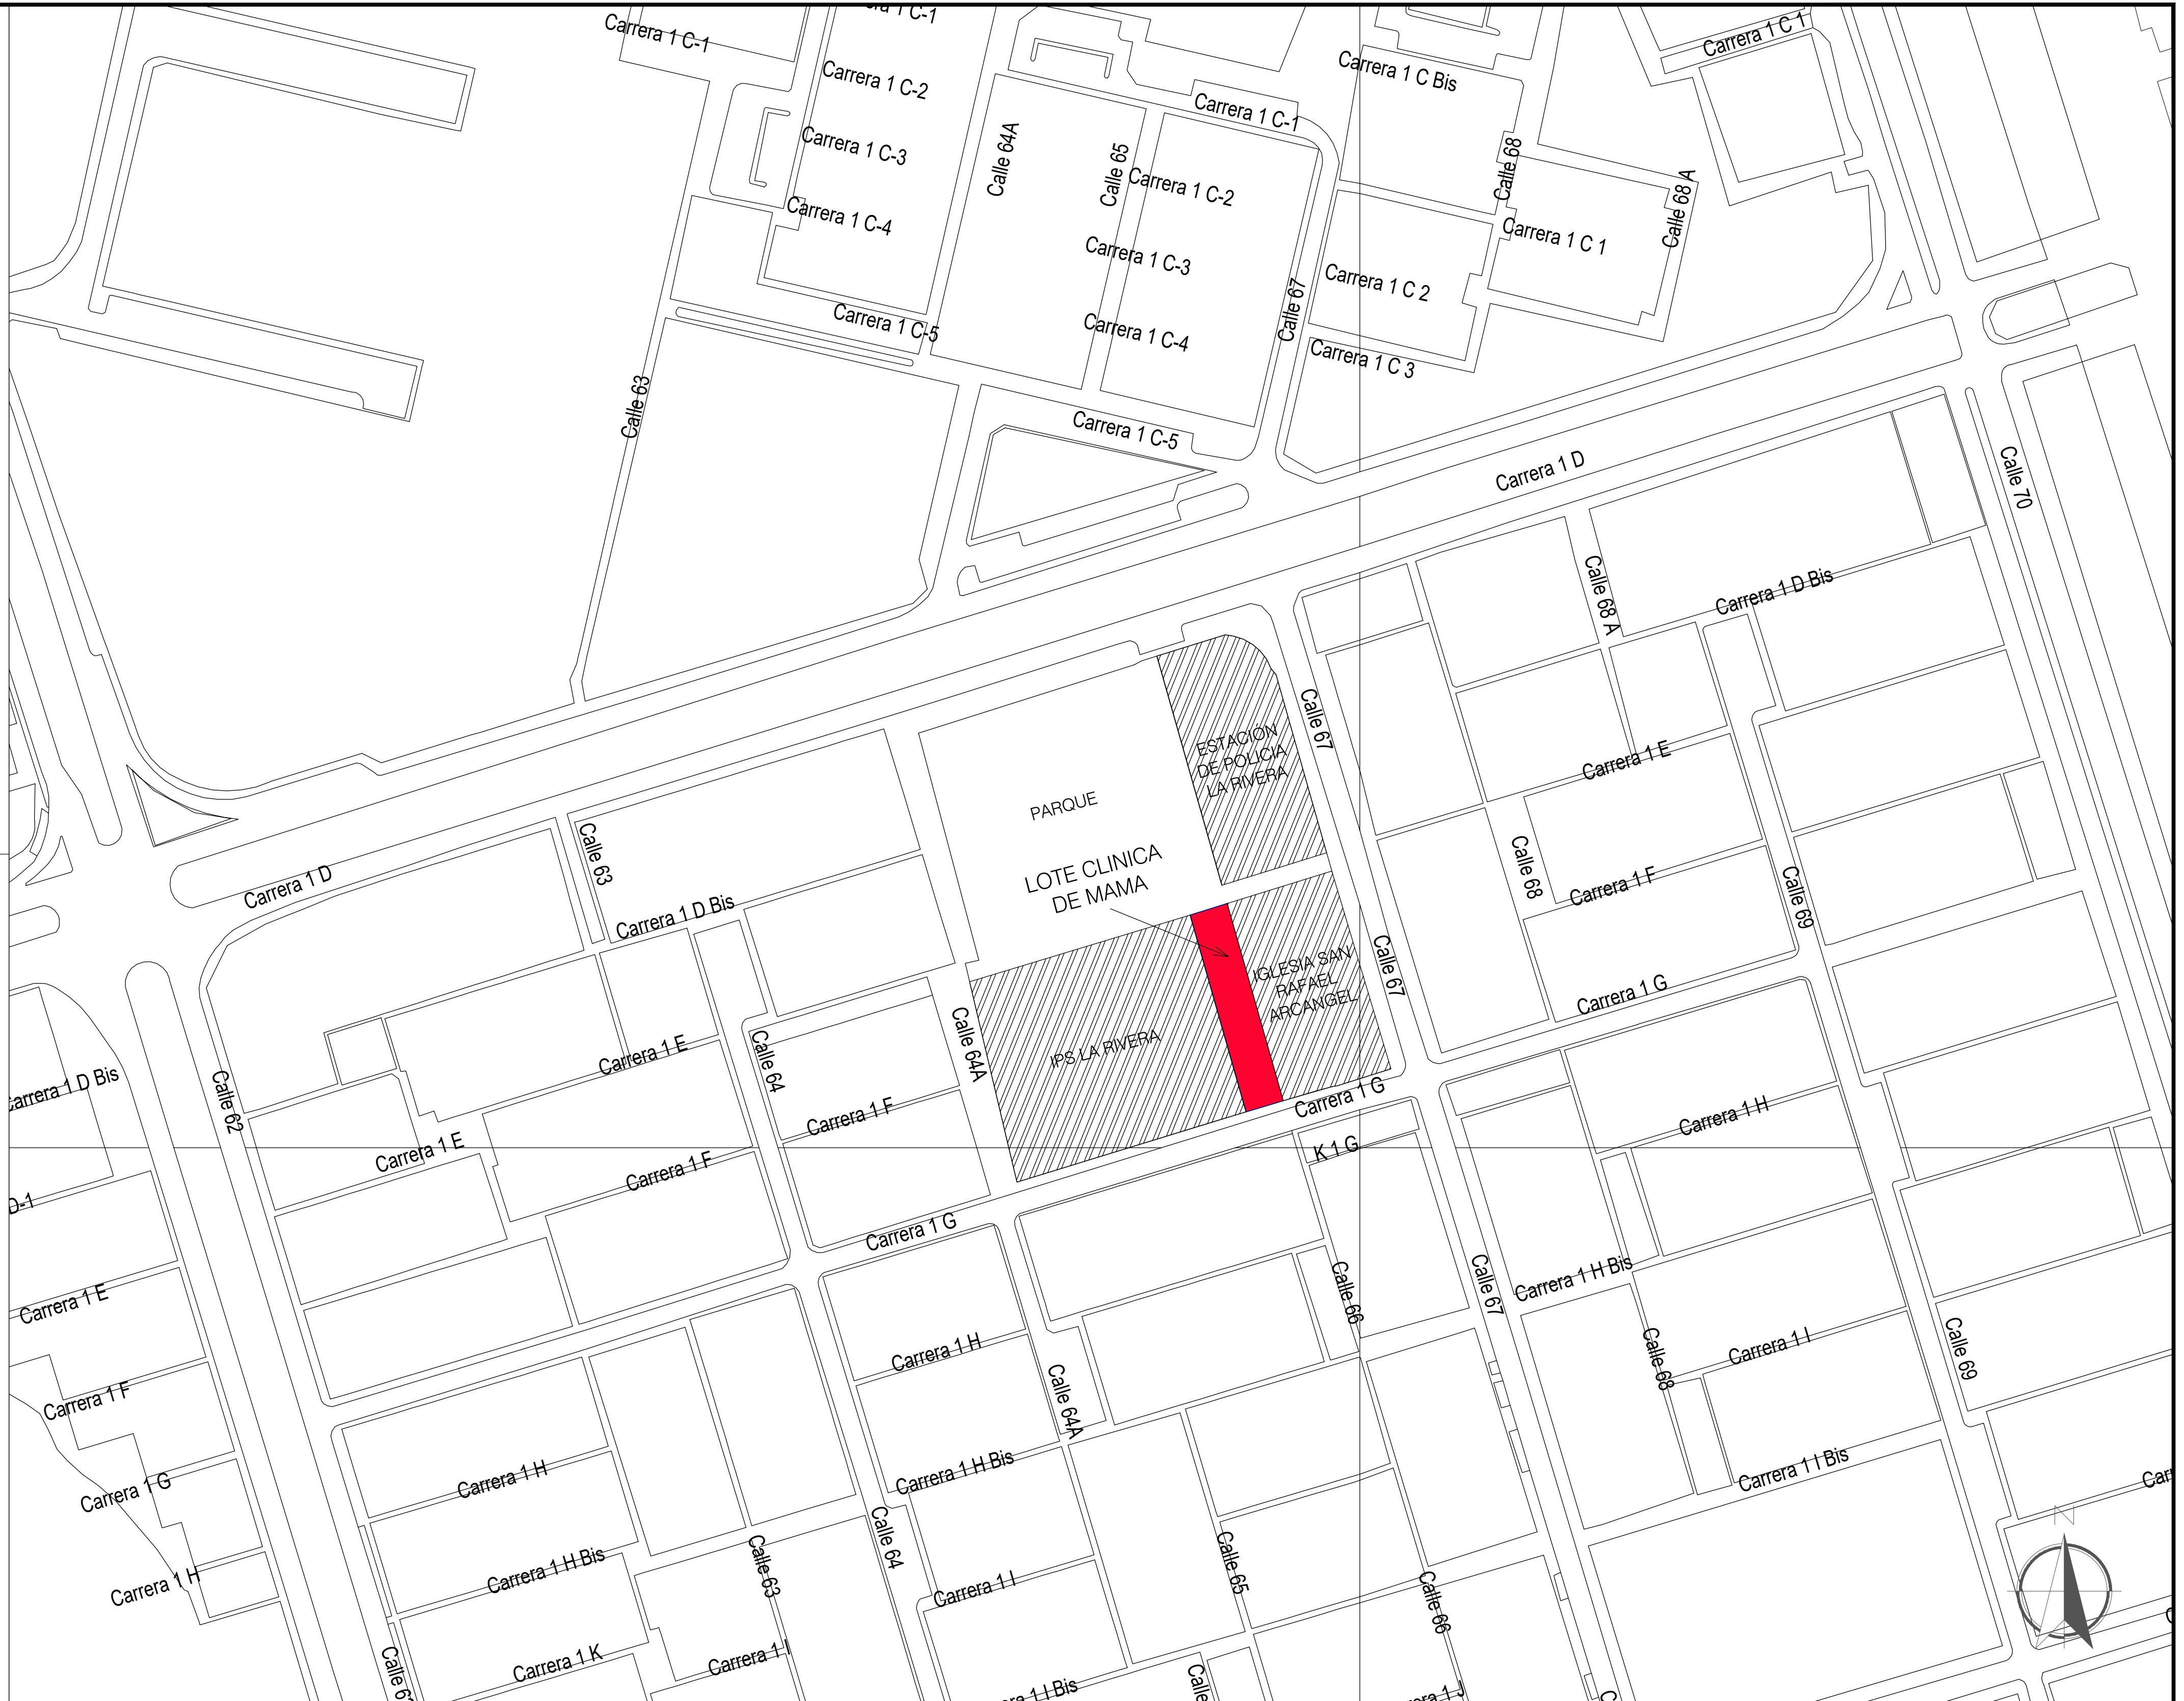 Carrera 1 C-1
Carrera 1 C-2
Carrera 1 C-3
Carrera 1 C-4
Carrera 1 C-5
Calle 63
Calle 64A
Calle 65
Carrera 1 C-1
Carrera 1 C-2
Carrera 1 C-3
Carrera 1 C-4
Carrera 1 C-5
Calle 67
Carrera 1 C Bis
Calle 68
Carrera 1 C 1
Carrera 1 C 2
Carrera 1 C 3
Calle 68 A
Carrera 1 C 1
Carrera 1 D
Calle 70
Calle 68 A
Carrera 1 D Bis
Calle 67
Carrera 1 E
Calle 68
Carrera 1 F
Calle 69
Carrera 1 G
Calle 67
ESTACIÓN
DE POLICIA
LA RIVERA
PARQUE
LOTE CLINICA
DE MAMA
IGLESIA SAN
RAFAEL
ARCANGEL
IPS LA RIVERA
Carrera 1 D
Calle 63
Carrera 1 D Bis
Calle 64A
Calle 64
Carrera 1 E
Carrera 1 F
Calle 62
Carrera 1 E
Carrera 1 F
Carrera 1 G
Carrera 1 G
K 1 G
Carrera 1 D Bis
D-1
Carrera 1 E
Carrera 1 F
Carrera 1 G
Carrera 1 H
Carrera 1 H
Carrera 1 H Bis
Carrera 1 K
Calle 63
Carrera 1 I
Carrera 1 H
Calle 64A
Carrera 1 H Bis
Calle 64
Carrera 1 I
Calle 65
Calle 66
Calle 66
Calle 67
Carrera 1 H
Carrera 1 H Bis
Calle 68
Carrera 1 I
Calle 69
Carrera 1 I Bis
Calle
N